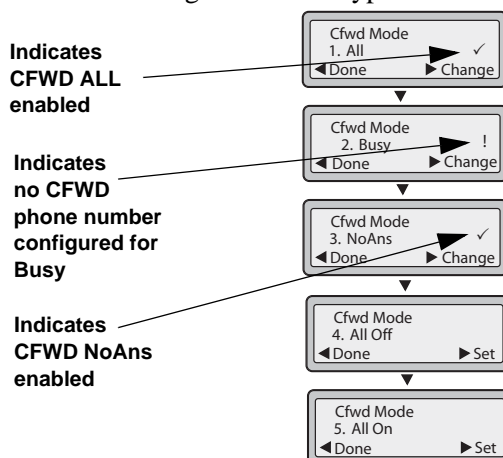 Indicates
CFWD ALL
enabled
Cfwd Mode
1. All ✓
◀Done ▶Change
Indicates
no CFWD
phone number
configured for
Busy
Cfwd Mode
2. Busy !
◀Done ▶Change
Cfwd Mode
3. NoAns ✓
◀Done ▶Change
Indicates
CFWD NoAns
enabled
Cfwd Mode
4. All Off
◀Done ▶Set
Cfwd Mode
5. All On
◀Done ▶Set